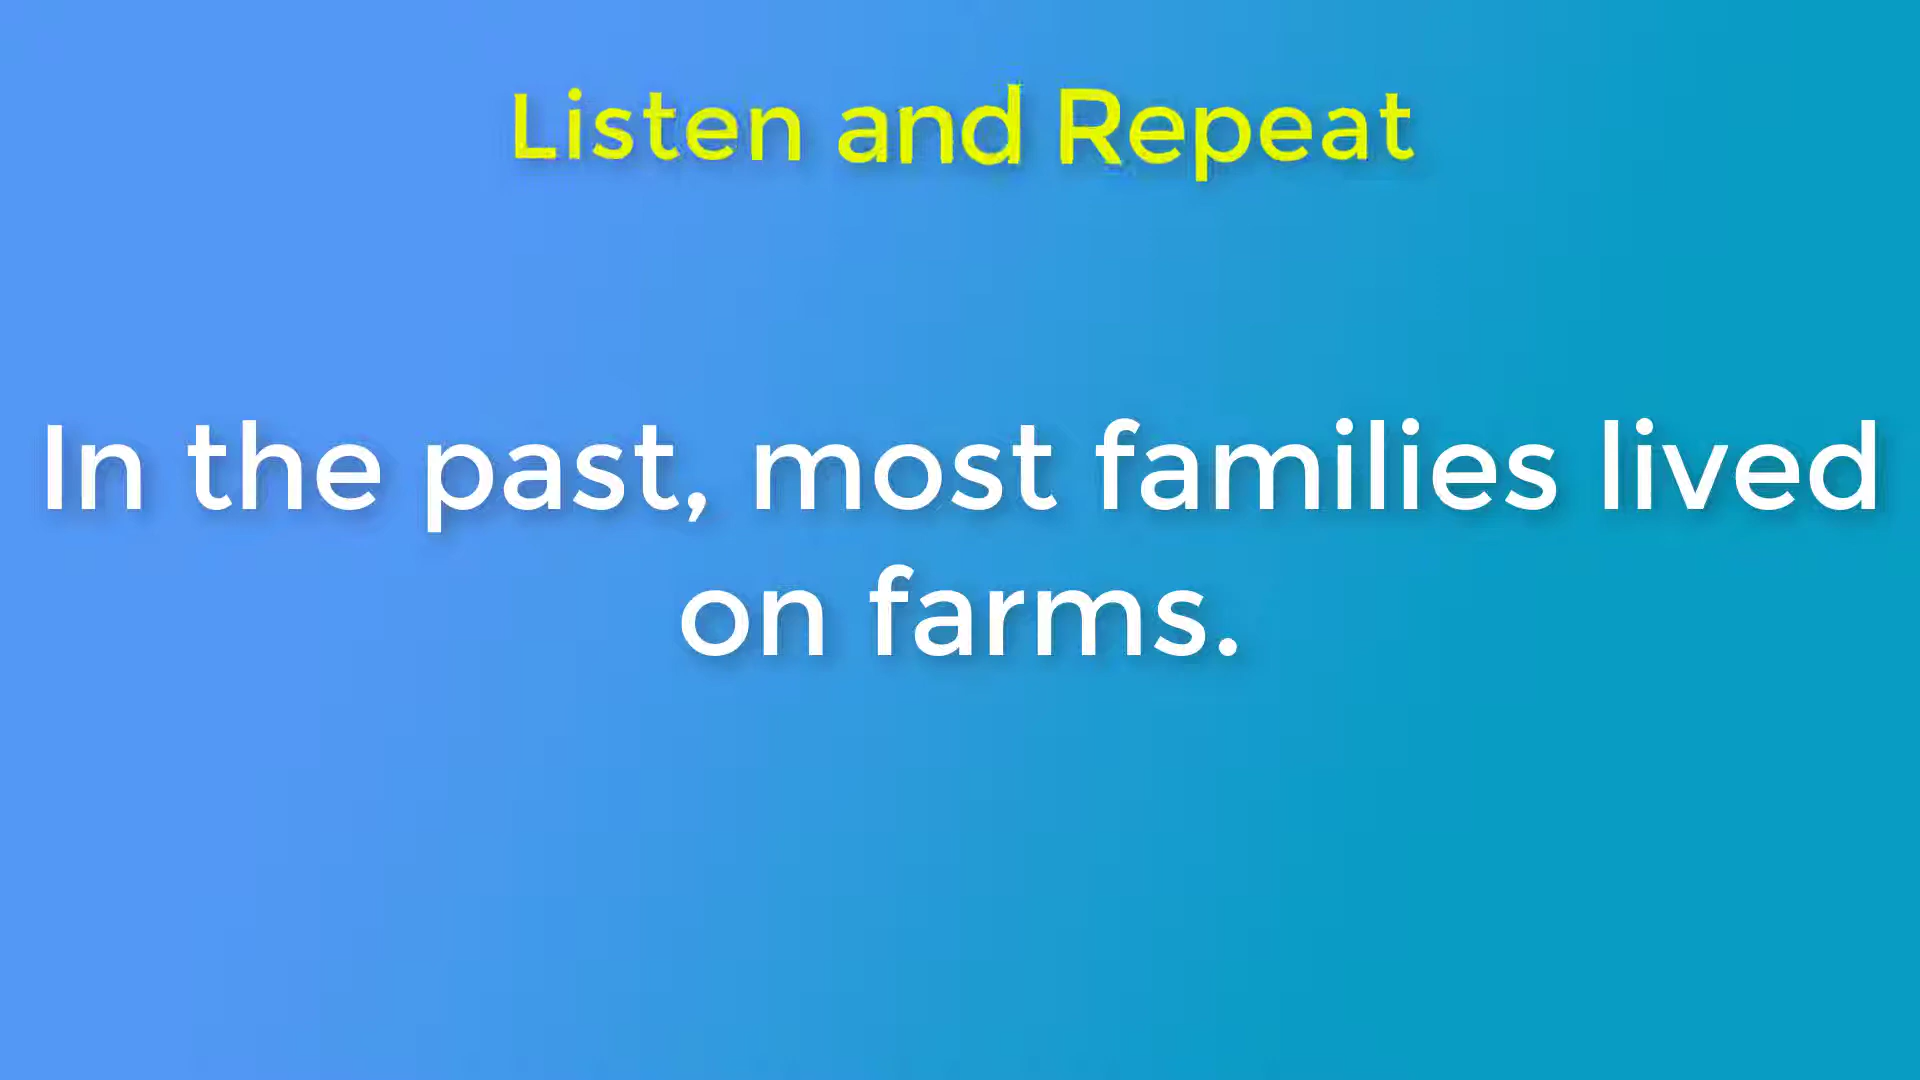 Listen and Repeat
In the past, most families lived
on farms.